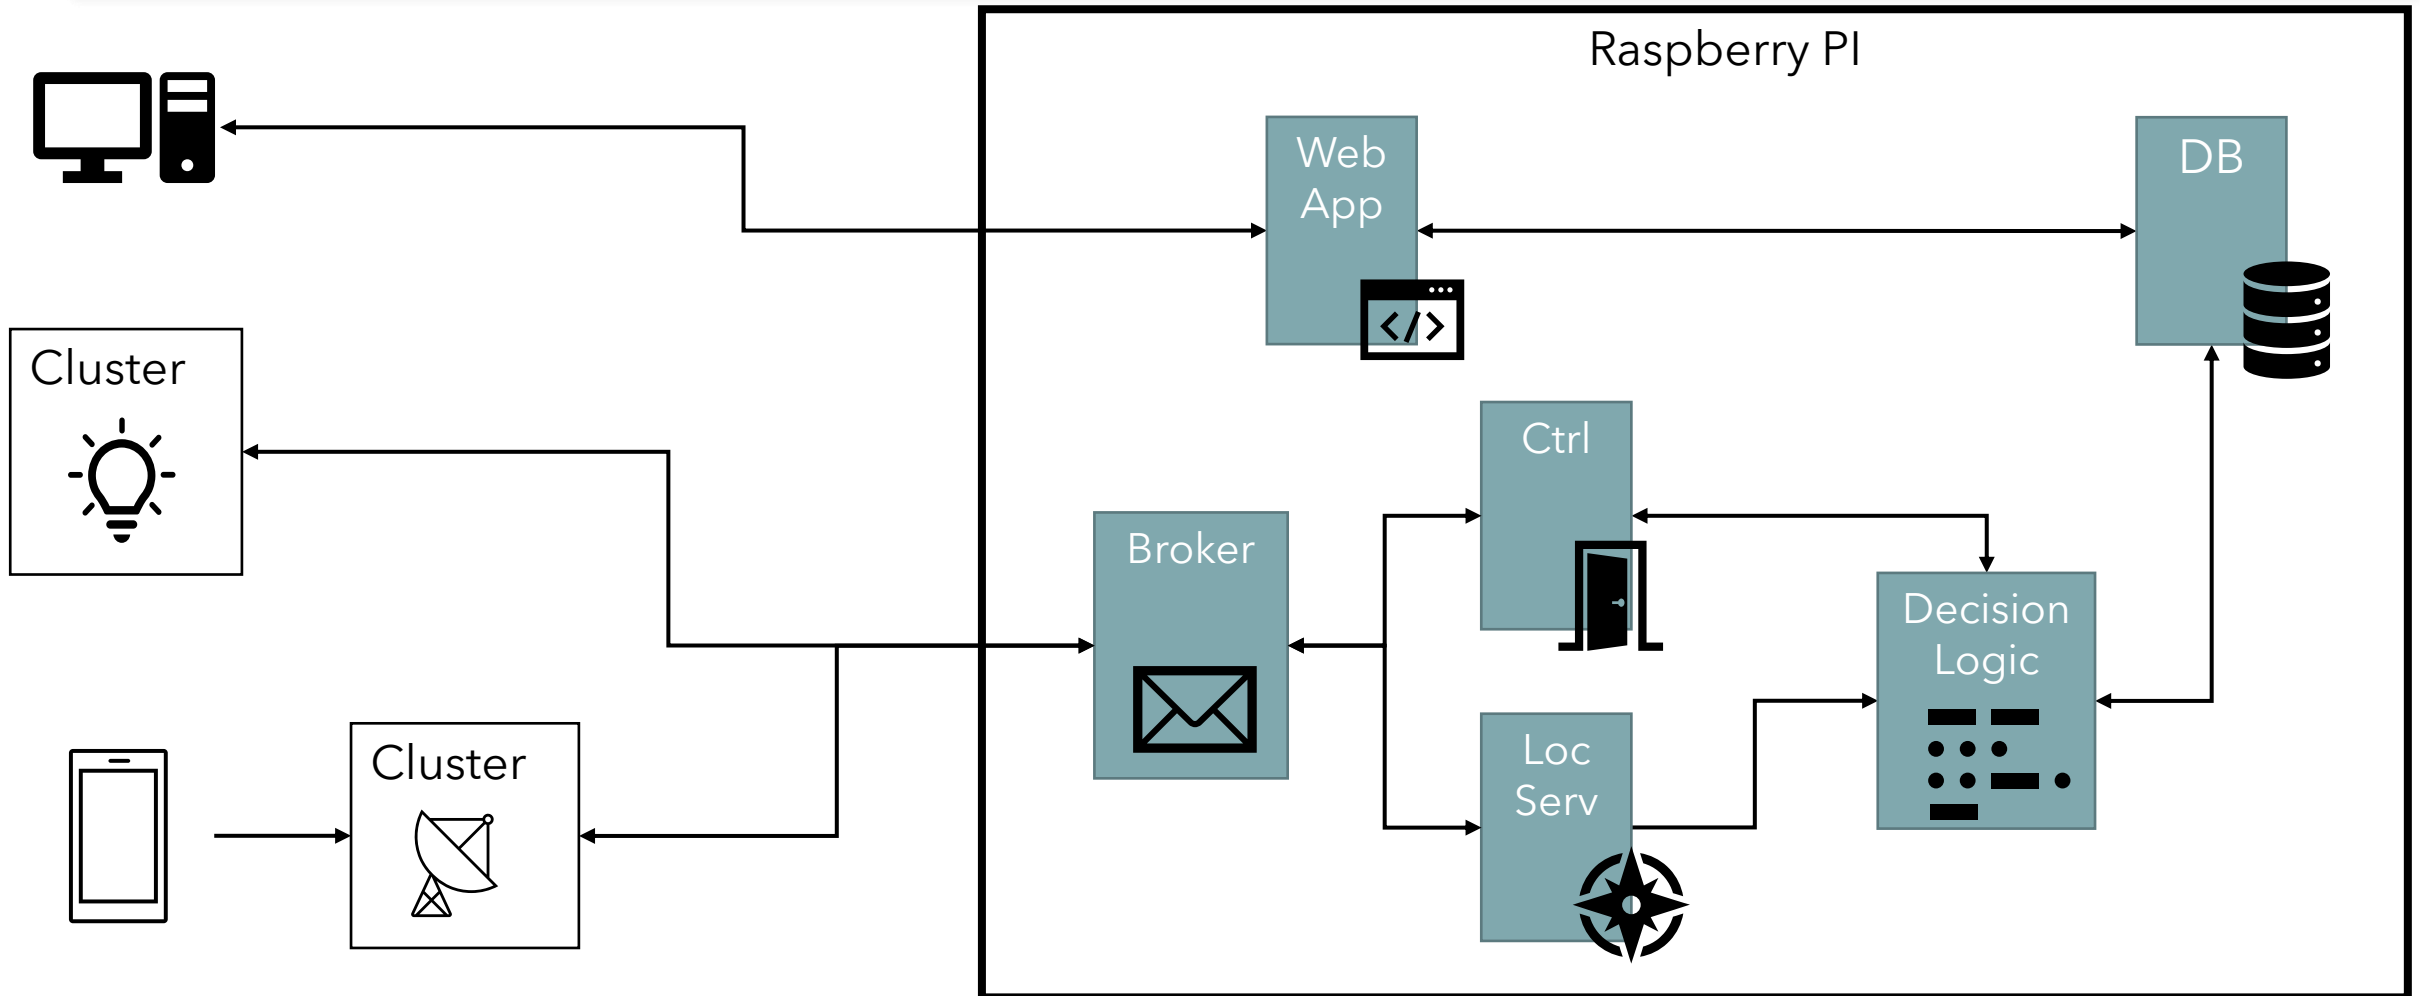 Raspberry PI
Web
App
DB
Cluster
Ctrl
Broker
Decision
Logic
Cluster
Loc
Serv